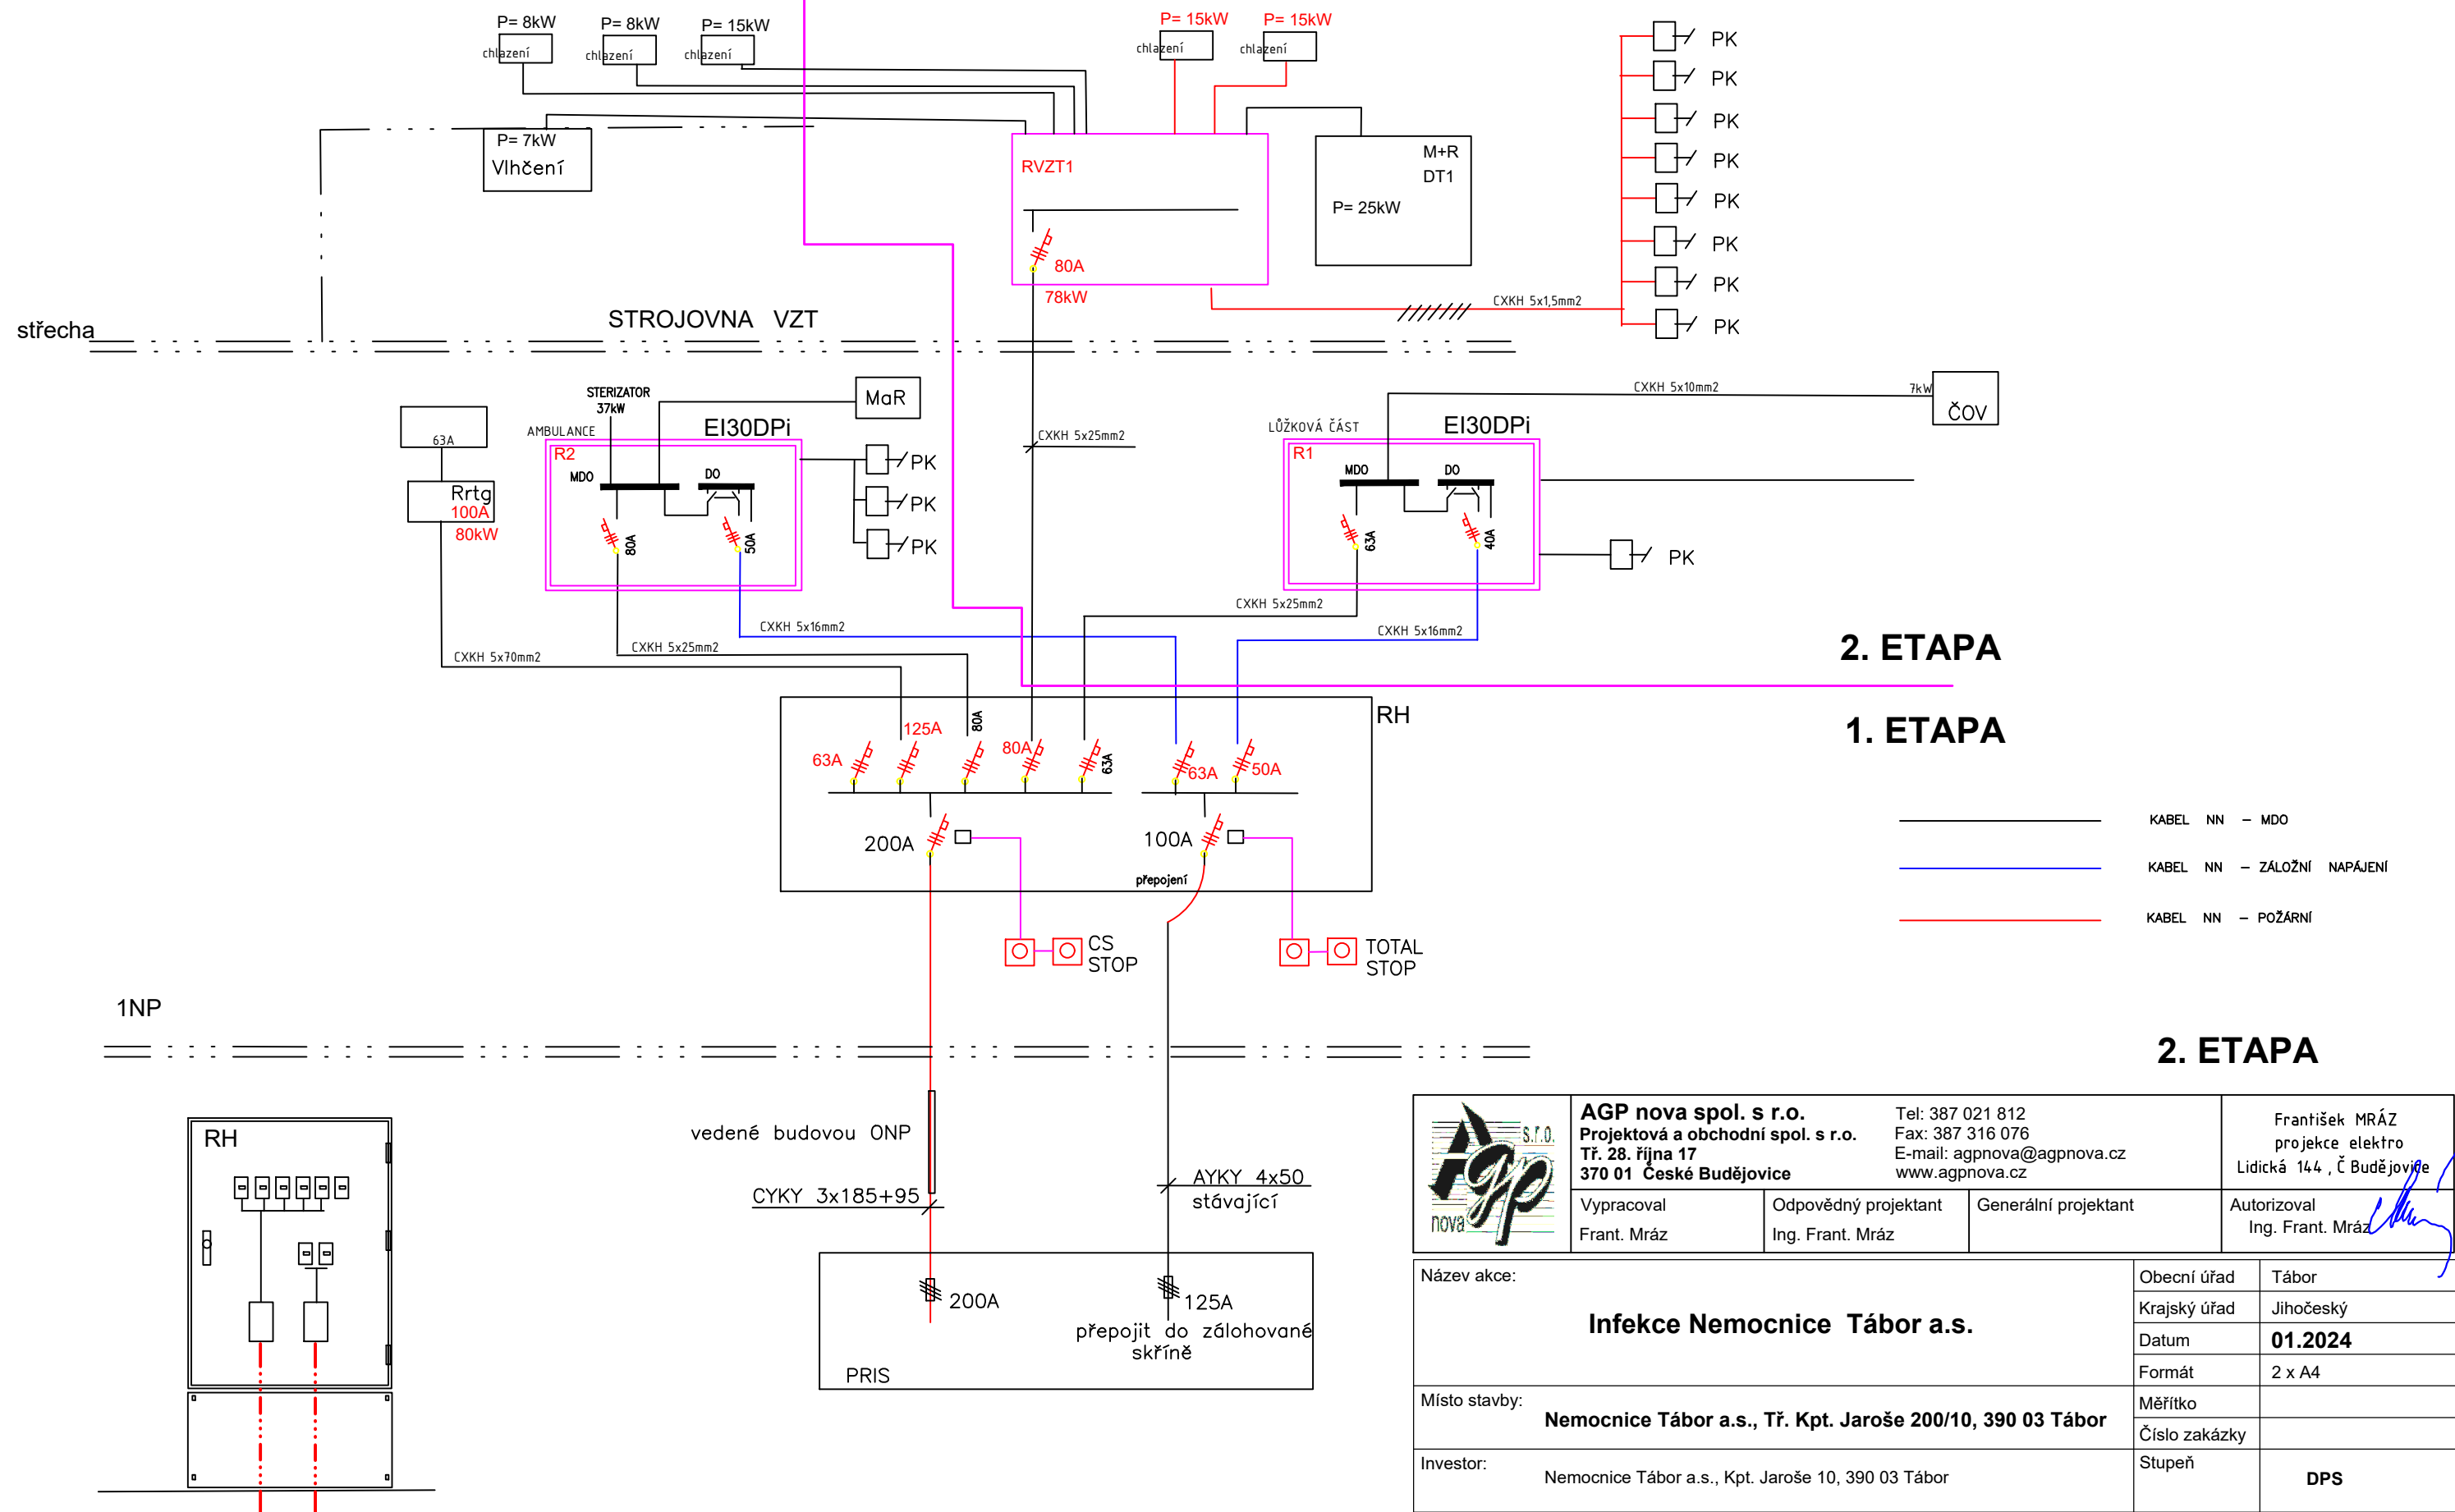 P= 8kW
chlazení
P= 8kW
chlazení
P= 15kW
chlazení
P= 15kW
chlazení
P= 15kW
chlazení
PK
PK
PK
PK
PK
PK
PK
PK
P= 7kW
Vlhčení
RVZT1
80A
78kW
M+R
DT1
P= 25kW
CXKH 5x1,5mm2
střecha
STROJOVNA VZT
63A
Rrtg
100A
80kW
STERIZATOR
37kW
AMBULANCE
EI30DPi
R2
MDO
DO
80A
50A
MaR
PK
PK
PK
CXKH 5x25mm2
LŮŽKOVÁ ČÁST
EI30DPi
R1
MDO
DO
63A
40A
CXKH 5x10mm2
7kW
ČOV
PK
CXKH 5x25mm2
CXKH 5x16mm2
CXKH 5x16mm2
CXKH 5x25mm2
CXKH 5x70mm2
2. ETAPA
1. ETAPA
RH
63A
125A
80A
80A
63A
63A
50A
200A
100A
přepojení
CS
STOP
TOTAL
STOP
KABEL NN – MDO
KABEL NN – ZÁLOŽNÍ NAPÁJENÍ
KABEL NN – POŽÁRNÍ
1NP
2. ETAPA
RH
vedené budovou ONP
CYKY 3x185+95
AYKY 4x50
stávající
200A
125A
přepojit do zálohované
skříně
PRIS
s.r.o.
Agp
nova
AGP nova spol. s r.o.
Projektová a obchodní spol. s r.o.
Tř. 28. října 17
370 01 České Budějovice
Tel: 387 021 812
Fax: 387 316 076
E-mail: agpnova@agpnova.cz
www.agpnova.cz
František MRÁZ
projekce elektro
Lidická 144 , Č Budějovice
Vypracoval
Frant. Mráz
Odpovědný projektant
Ing. Frant. Mráz
Generální projektant
Autorizoval
Ing. Frant. Mráz
Název akce:
Infekce Nemocnice Tábor a.s.
Obecní úřad Tábor
Krajský úřad Jihočeský
Datum 01.2024
Formát 2 x A4
Měřítko
Číslo zakázky
Stupeň DPS
Místo stavby:
Nemocnice Tábor a.s., Tř. Kpt. Jaroše 200/10, 390 03 Tábor
Investor:
Nemocnice Tábor a.s., Kpt. Jaroše 10, 390 03 Tábor